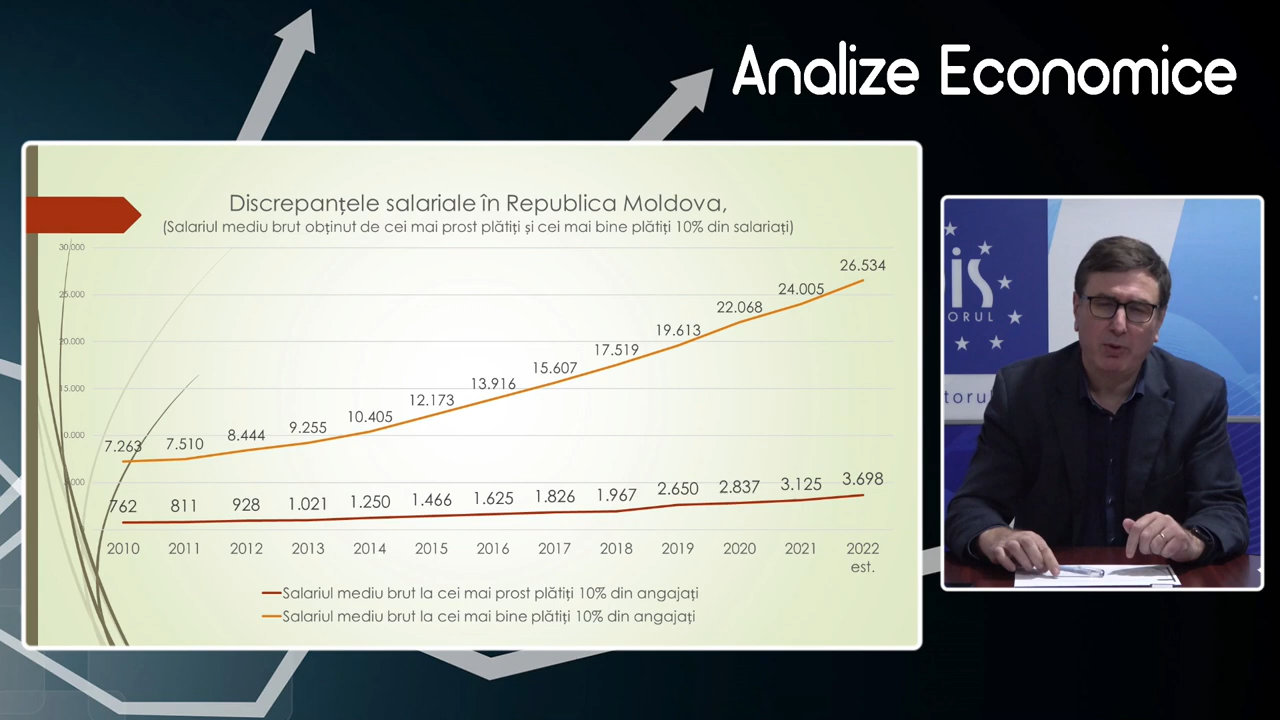 Analize Economice
Discrepanțele salariale în Republica Moldova,
(Salariul mediu brut obținut de cei mai prost plătiți și cei mai bine plătiți 10% din salariați)
30.000
25.000
20.000
15.000
10.000
5.000
7.263 7.510 8.444 9.255 10.405 12.173 13.916 15.607 17.519 19.613 22.068 24.005 26.534
762 811 928 1.021 1.250 1.466 1.625 1.826 1.967 2.650 2.837 3.125 3.698
2010 2011 2012 2013 2014 2015 2016 2017 2018 2019 2020 2021 2022
est.
Salariul mediu brut la cei mai prost plătiți 10% din angajați
Salariul mediu brut la cei mai bine plătiți 10% din angajați